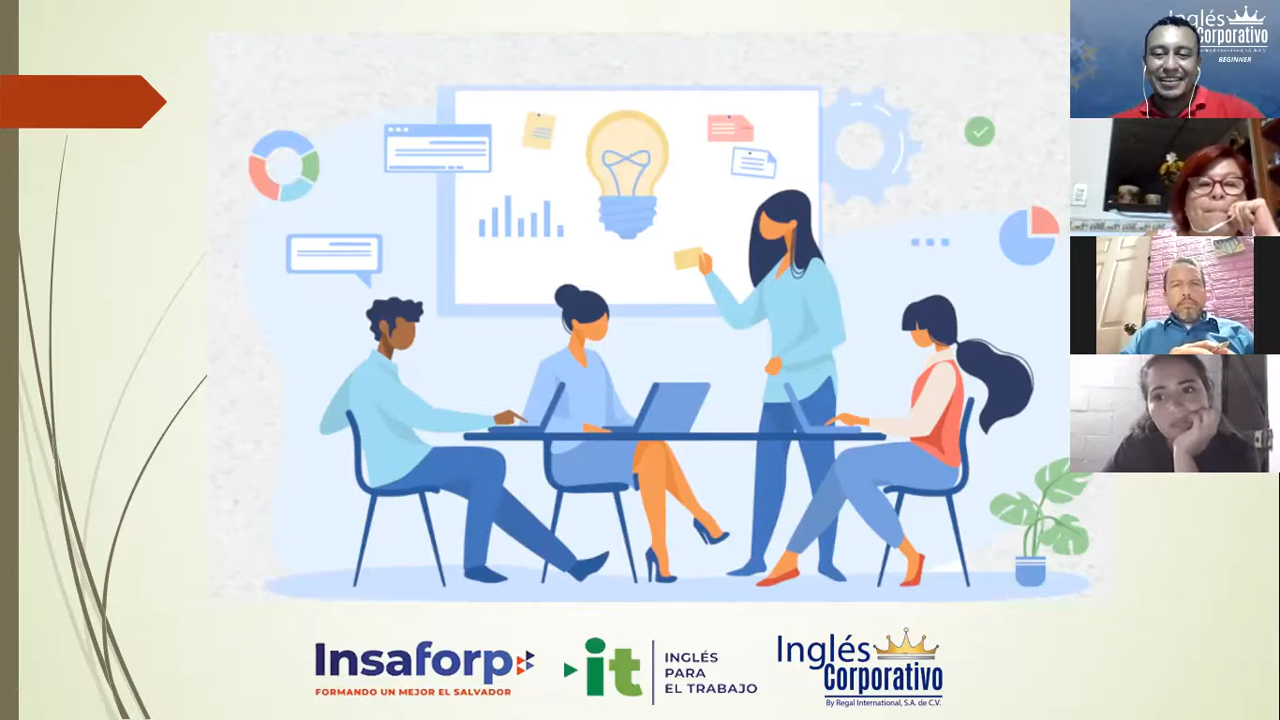 Inglés
Corporativo
BEGINNER
Insaforp
FORMANDO UN MEJOR EL SALVADOR
it
INGLÉS
PARA
EL TRABAJO
Inglés
Corporativo
By Regal International, S.A. de C.V.